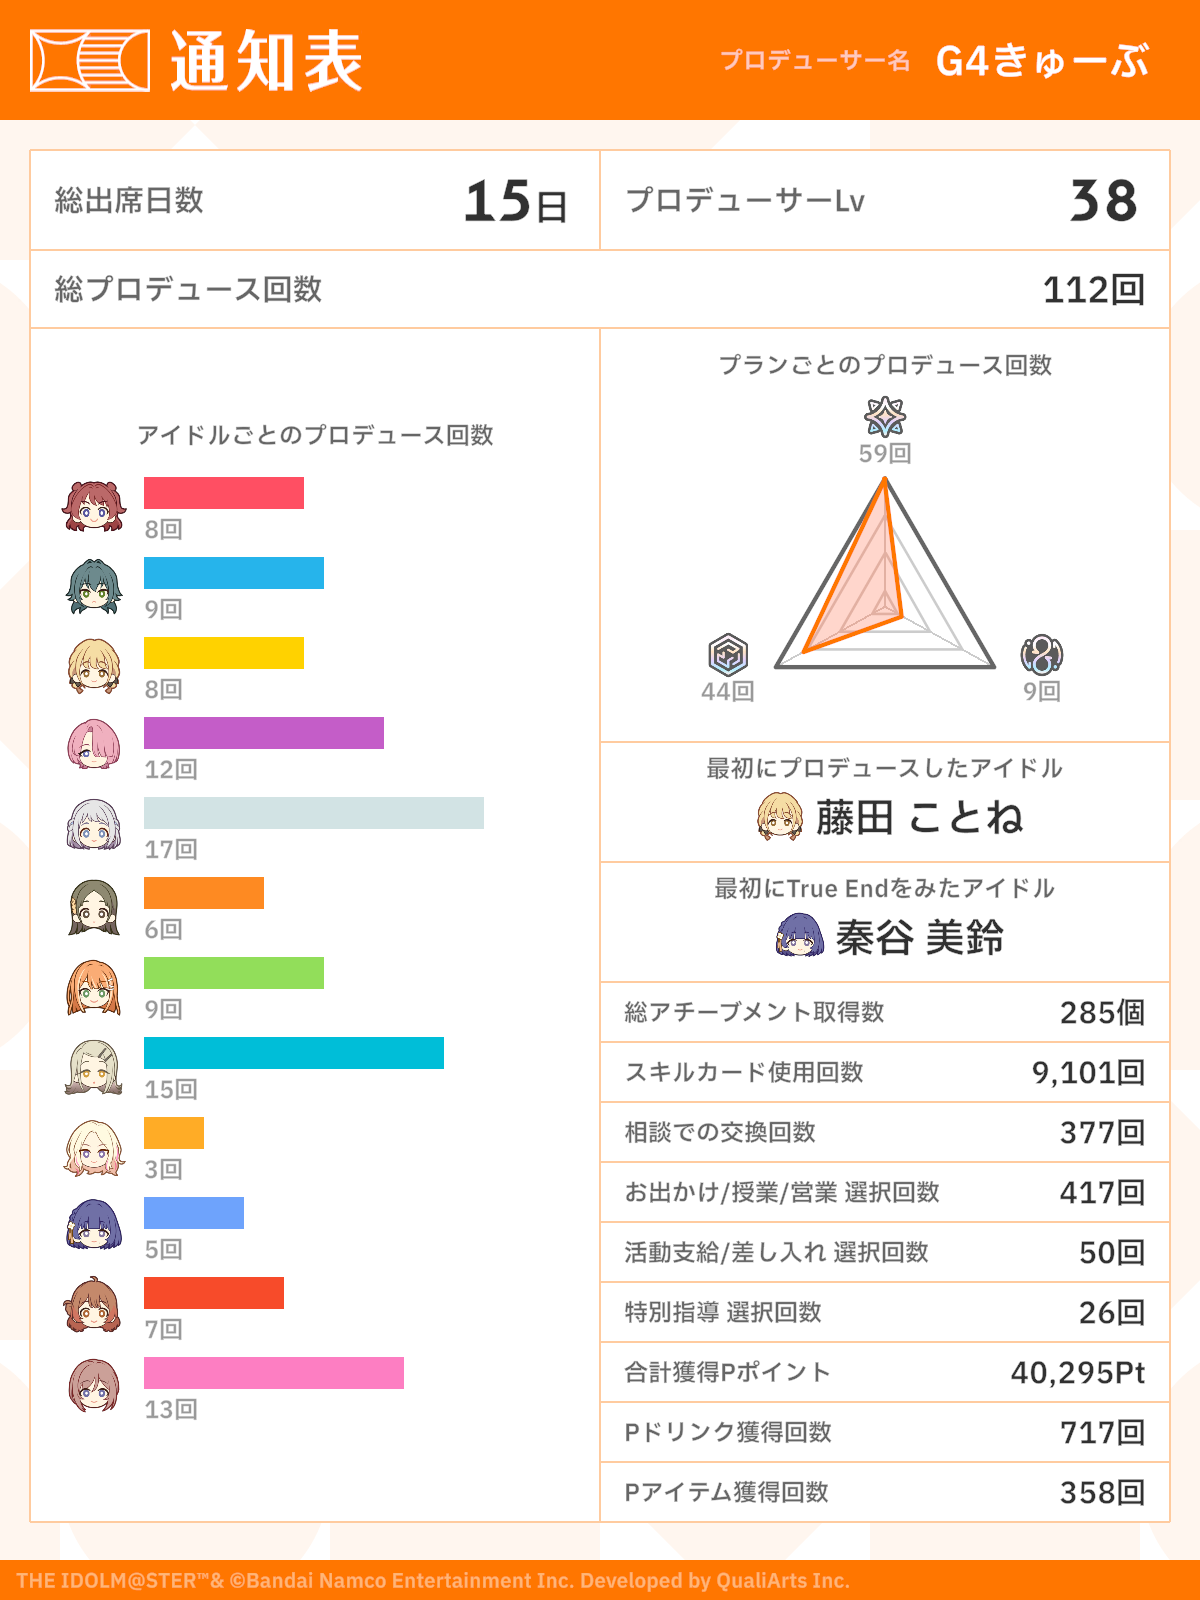 通知表
プロデューサー名 G4きゅーぶ
総出席日数 15日
プロデューサーLv 38
総プロデュース回数 112回
アイドルごとのプロデュース回数
8回
9回
8回
12回
17回
6回
9回
15回
3回
5回
7回
13回
プランごとのプロデュース回数
59回
44回
9回
最初にプロデュースしたアイドル
藤田 ことね
最初にTrue Endをみたアイドル
秦谷 美鈴
総アチーブメント取得数 285個
スキルカード使用回数 9,101回
相談での交換回数 377回
お出かけ/授業/営業 選択回数 417回
活動支給/差し入れ 選択回数 50回
特別指導 選択回数 26回
合計獲得Pポイント 40,295Pt
Pドリンク獲得回数 717回
Pアイテム獲得回数 358回
THE IDOLM@STER™& ©Bandai Namco Entertainment Inc. Developed by QualiArts Inc.